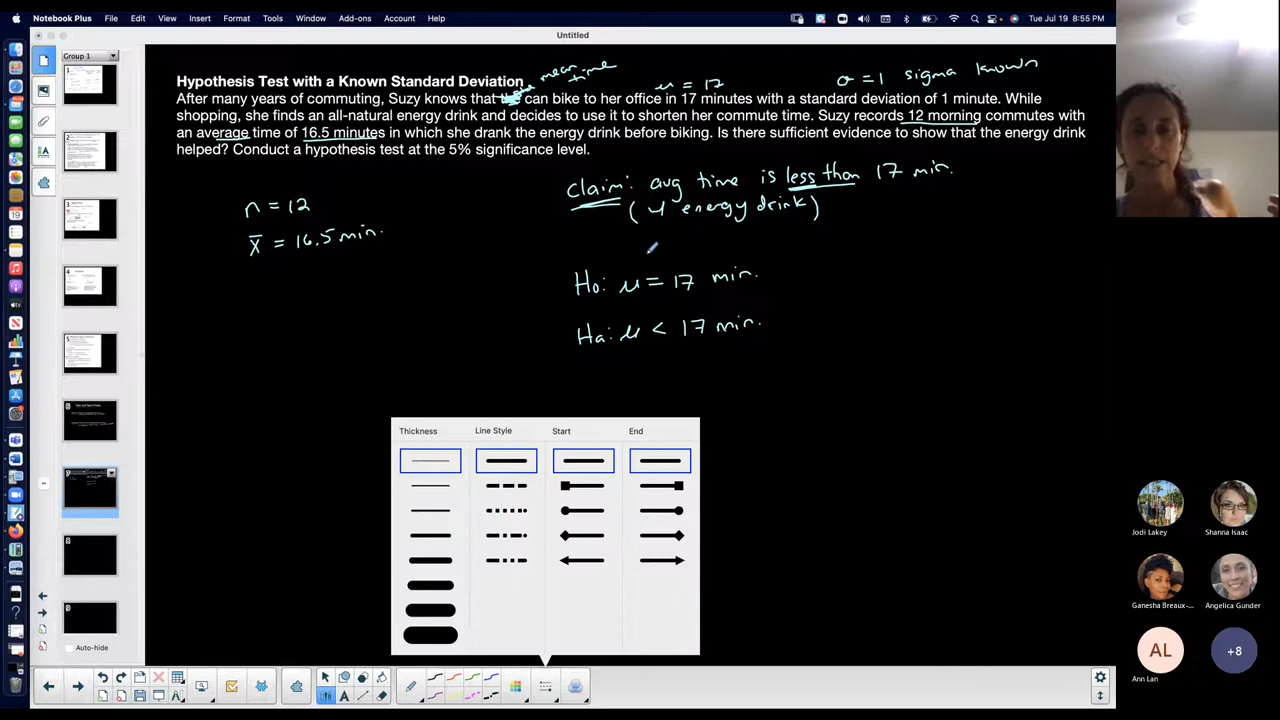 Notebook Plus File Edit View Insert Format Tools Window Add-ons Account Help Tue Jul 19 8:55 PM
Untitled
Group 1
Hypothesis Test with a Known Standard Deviation
mean time
μ = 17
σ = 1 sigma known
After many years of commuting, Suzy knows that can bike to her office in 17 minutes with a standard deviation of 1 minute. While
shopping, she finds an all-natural energy drink and decides to use it to shorten her commute time. Suzy records 12 morning commutes with
an average time of 16.5 minutes in which she drank the energy drink before biking. Is there sufficient evidence to show that the energy drink
helped? Conduct a hypothesis test at the 5% significance level.
Claim: avg time is less than 17 min.
( energy drink)
n = 12
x̄ = 16.5 min.
Ho: μ = 17 min.
Ha: μ < 17 min.
Thickness Line Style Start End
Auto-hide
Jodi Lakey
Shanna Isaac
Ganesha Breaux-...
Angelica Gunder
AL
+8
Ann Lan